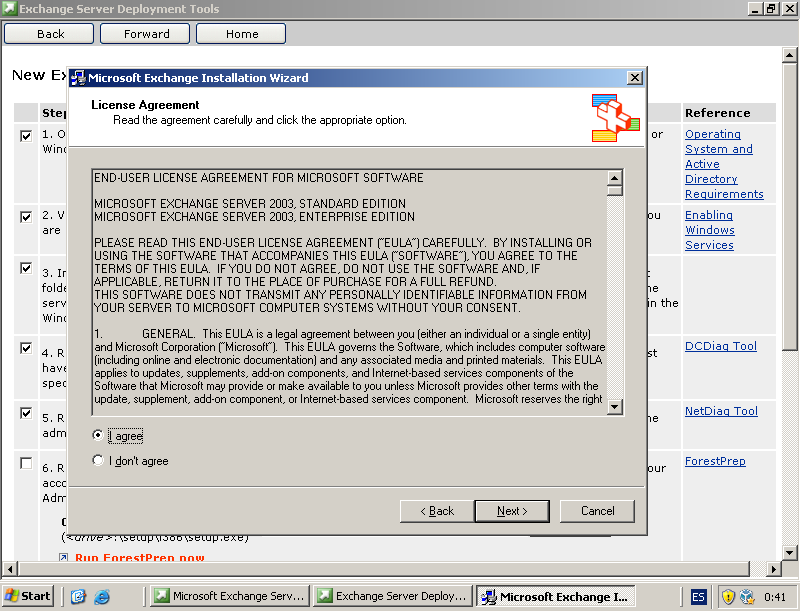 Exchange Server Deployment Tools
Back Forward Home
New Ex
Microsoft Exchange Installation Wizard
License Agreement
Read the agreement carefully and click the appropriate option.
END-USER LICENSE AGREEMENT FOR MICROSOFT SOFTWARE
MICROSOFT EXCHANGE SERVER 2003, STANDARD EDITION
MICROSOFT EXCHANGE SERVER 2003, ENTERPRISE EDITION
PLEASE READ THIS END-USER LICENSE AGREEMENT ("EULA") CAREFULLY. BY INSTALLING OR
USING THE SOFTWARE THAT ACCOMPANIES THIS EULA ("SOFTWARE"), YOU AGREE TO THE
TERMS OF THIS EULA. IF YOU DO NOT AGREE, DO NOT USE THE SOFTWARE AND, IF
APPLICABLE, RETURN IT TO THE PLACE OF PURCHASE FOR A FULL REFUND.
THIS SOFTWARE DOES NOT TRANSMIT ANY PERSONALLY IDENTIFIABLE INFORMATION FROM
YOUR SERVER TO MICROSOFT COMPUTER SYSTEMS WITHOUT YOUR CONSENT.
1. GENERAL. This EULA is a legal agreement between you (either an individual or a single entity)
and Microsoft Corporation ("Microsoft"). This EULA governs the Software, which includes computer software
(including online and electronic documentation) and any associated media and printed materials. This EULA
applies to updates, supplements, add-on components, and Internet-based services components of the
Software that Microsoft may provide or make available to you unless Microsoft provides other terms with the
update, supplement, add-on component, or Internet-based services component. Microsoft reserves the right
I agree
I don't agree
< Back Next > Cancel
Step
1. O
Wind
2. V
are
3. In
folde
serv
Wind
4. R
have
spec
5. R
adm
6. R
acco
Adm
(<drive>:\setup\i386\setup.exe)
Run ForestPrep now
or
ou
t
in the
st
he
our
Reference
Operating
System and
Active
Directory
Requirements
Enabling
Windows
Services
DCDiag Tool
NetDiag Tool
ForestPrep
Start Microsoft Exchange Serv... Exchange Server Deploy... Microsoft Exchange I... ES 0:41